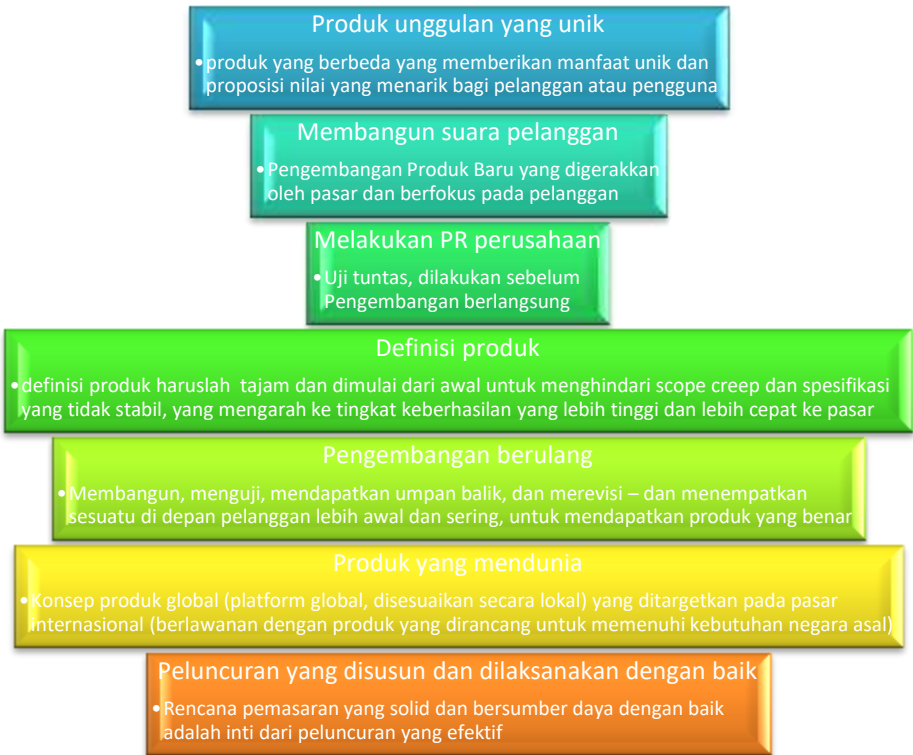 Produk unggulan yang unik
•produk yang berbeda yang memberikan manfaat unik dan
proposisi nilai yang menarik bagi pelanggan atau pengguna
Membangun suara pelanggan
•Pengembangan Produk Baru yang digerakkan
oleh pasar dan berfokus pada pelanggan
Melakukan PR perusahaan
•Uji tuntas, dilakukan sebelum
Pengembangan berlangsung
Definisi produk
•definisi produk haruslah tajam dan dimulai dari awal untuk menghindari scope creep dan spesifikasi
yang tidak stabil, yang mengarah ke tingkat keberhasilan yang lebih tinggi dan lebih cepat ke pasar
Pengembangan berulang
•Membangun, menguji, mendapatkan umpan balik, dan merevisi – dan menempatkan
sesuatu di depan pelanggan lebih awal dan sering, untuk mendapatkan produk yang benar
Produk yang mendunia
•Konsep produk global (platform global, disesuaikan secara lokal) yang ditargetkan pada pasar
internasional (berlawanan dengan produk yang dirancang untuk memenuhi kebutuhan negara asal)
Peluncuran yang disusun dan dilaksanakan dengan baik
•Rencana pemasaran yang solid dan bersumber daya dengan baik
adalah inti dari peluncuran yang efektif